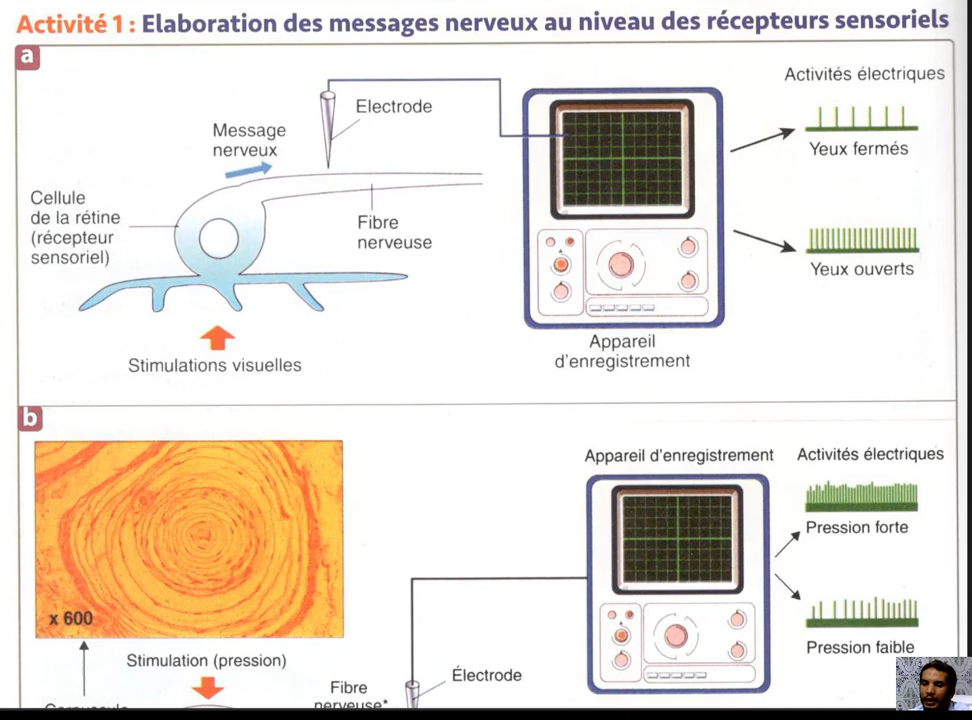 Activité 1 : Elaboration des messages nerveux au niveau des récepteurs sensoriels
a
Activités électriques
Electrode
Message
nerveux
Yeux fermés
Cellule
de la rétine
(récepteur
sensoriel)
Fibre
nerveuse
Yeux ouverts
Appareil
d'enregistrement
Stimulations visuelles
b
Appareil d'enregistrement
Activités électriques
Pression forte
x 600
Pression faible
Stimulation (pression)
Électrode
Fibre
nerveuse*